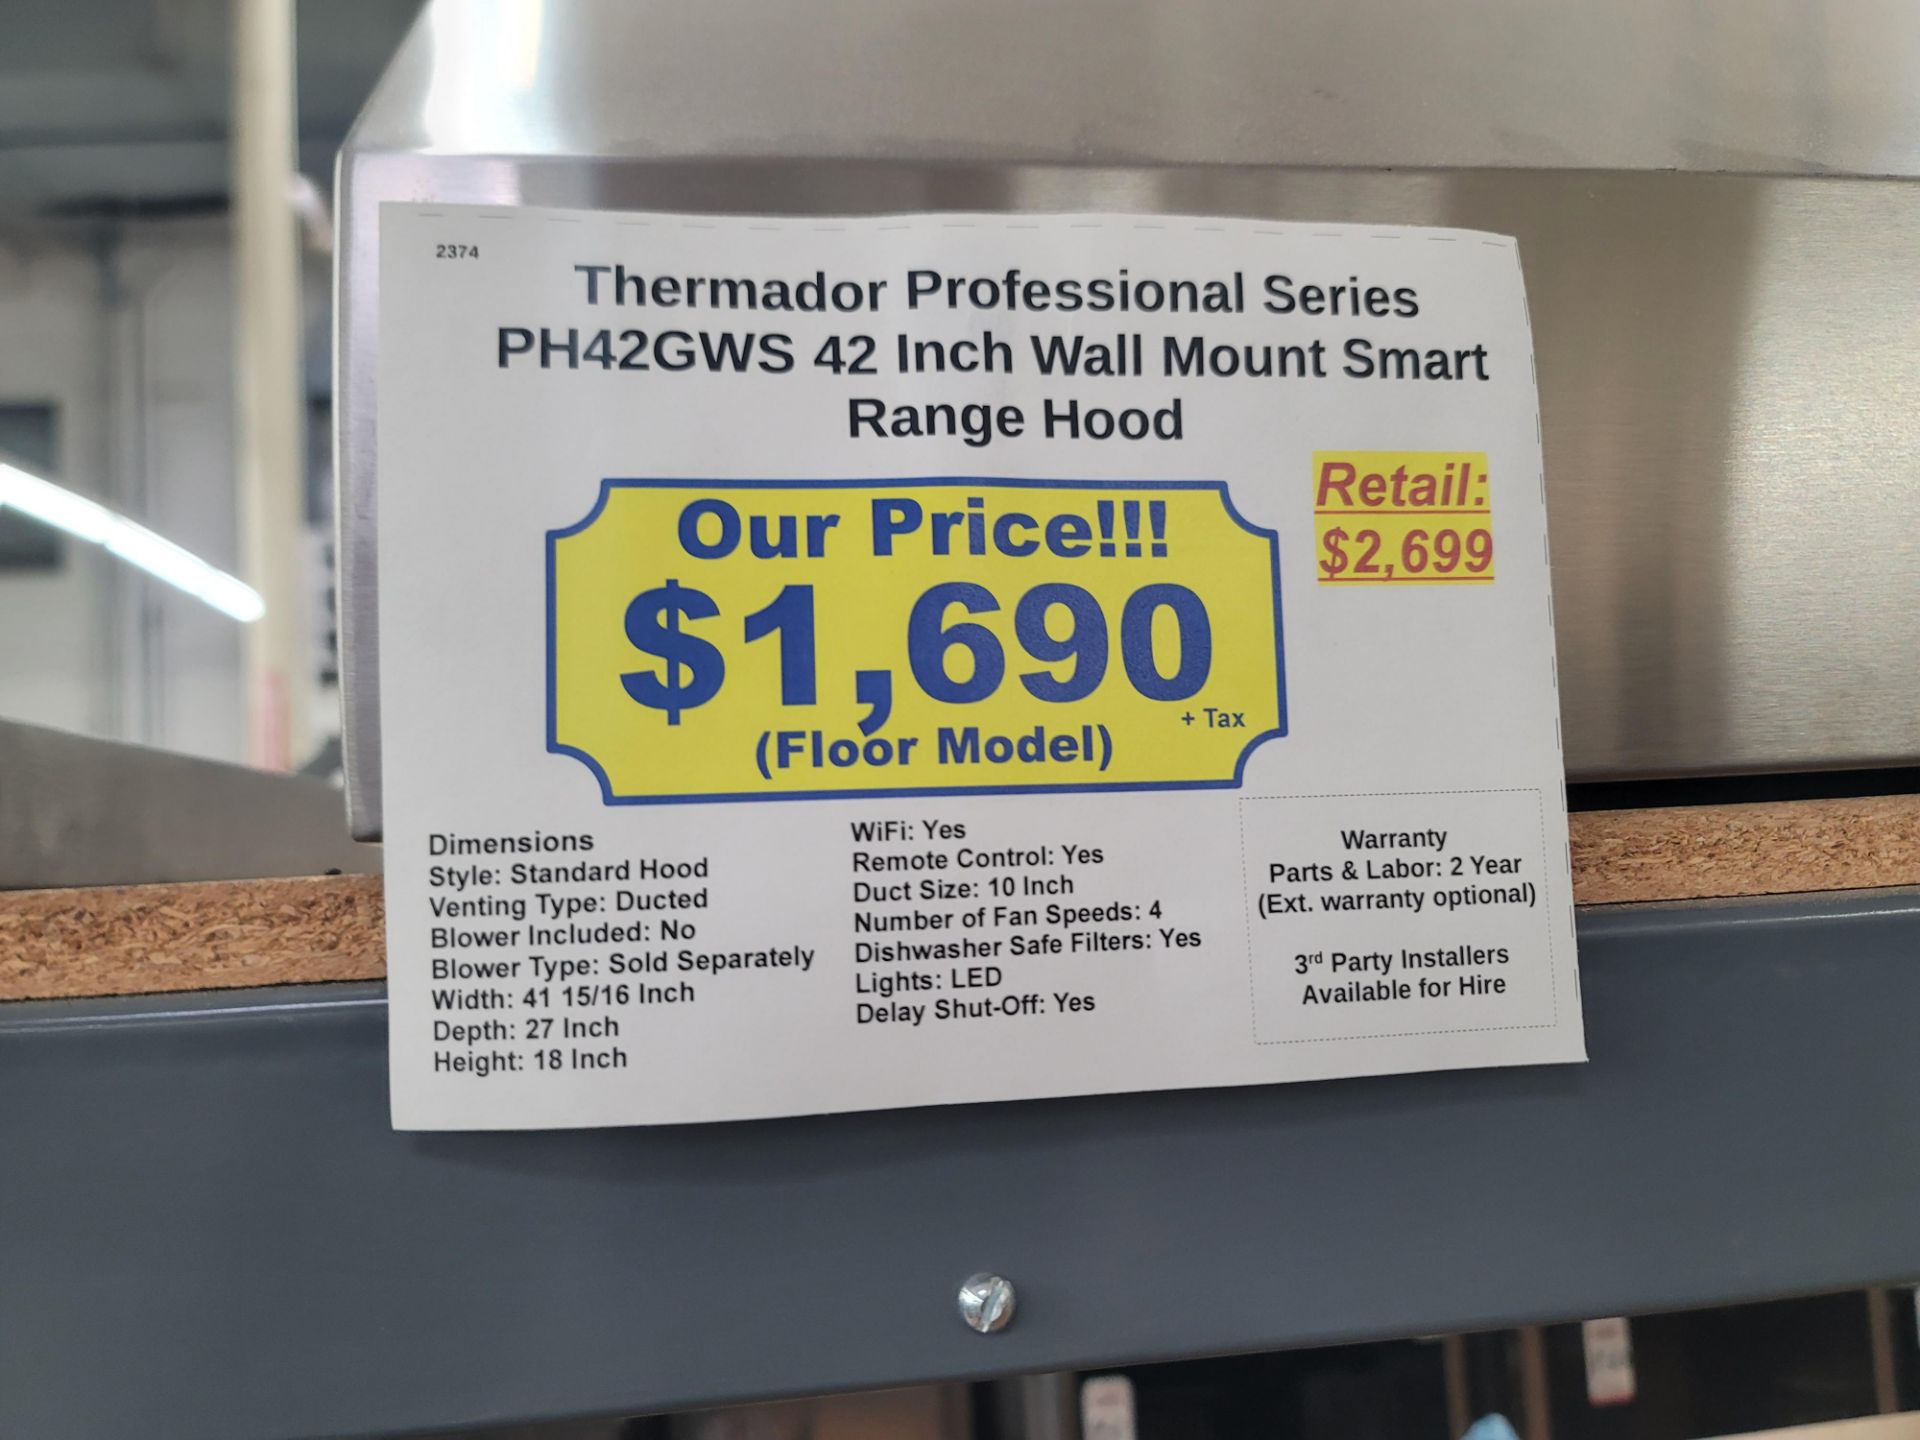 2374
Thermador Professional Series
PH42GWS 42 Inch Wall Mount Smart
Range Hood
Retail:
$2,699
Our Price!!!
$1,690
+ Tax
(Floor Model)
Dimensions
Style: Standard Hood
Venting Type: Ducted
Blower Included: No
Blower Type: Sold Separately
Width: 41 15/16 Inch
Depth: 27 Inch
Height: 18 Inch
WiFi: Yes
Remote Control: Yes
Duct Size: 10 Inch
Number of Fan Speeds: 4
Dishwasher Safe Filters: Yes
Lights: LED
Delay Shut-Off: Yes
Warranty
Parts & Labor: 2 Year
(Ext. warranty optional)
3rd Party Installers
Available for Hire